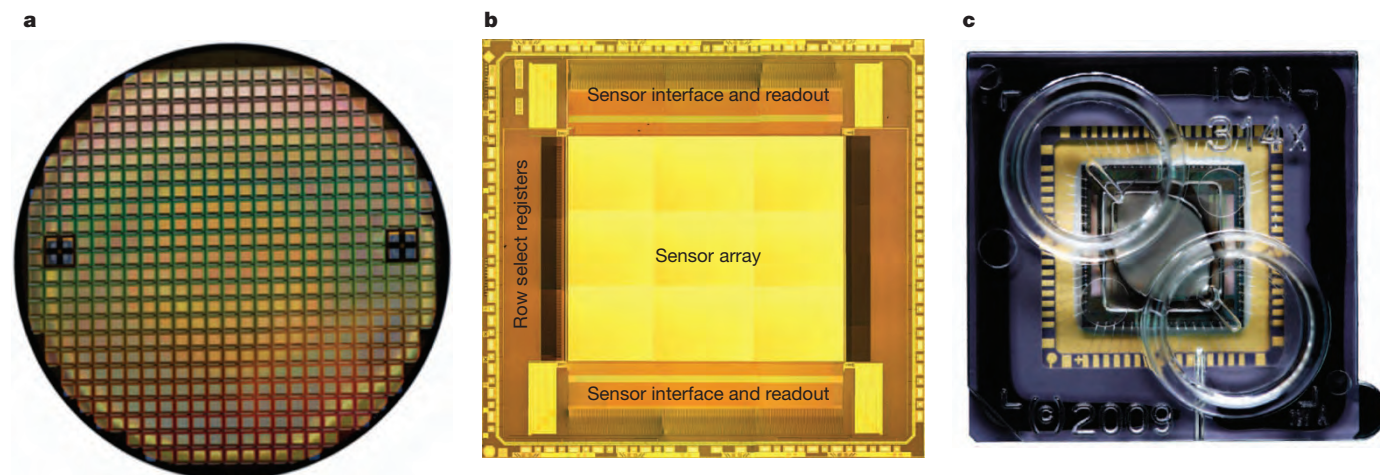 a
b
c
Sensor interface and readout
Row select registers
Sensor array
Sensor interface and readout
ION
314x
© 2009